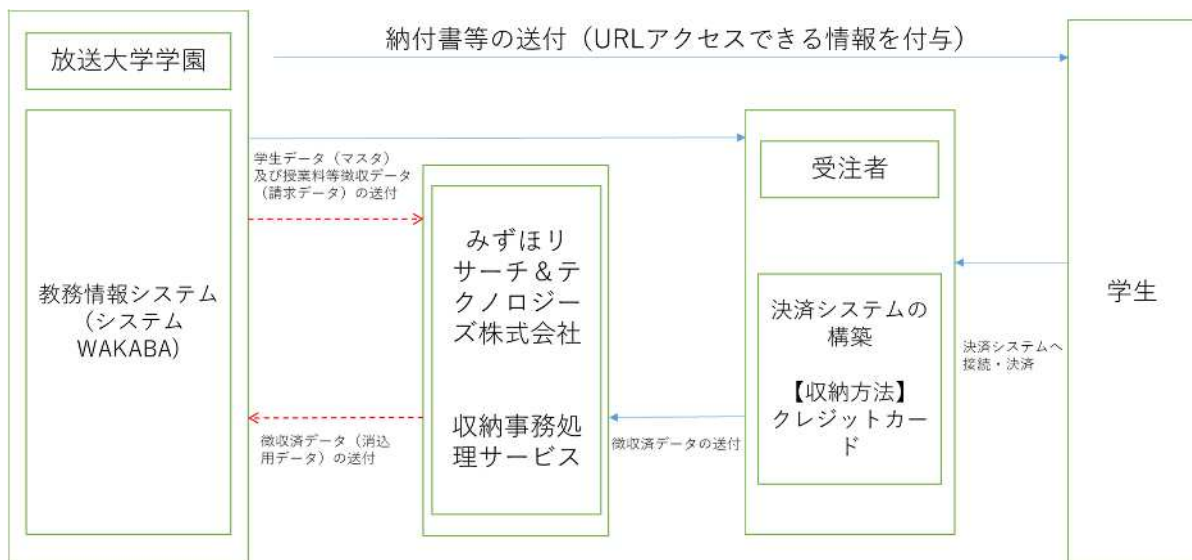 納付書等の送付（URLアクセスできる情報を付与）
放送大学学園
教務情報システム
（システム
WAKABA）
学生データ（マスタ）
及び授業料等徴収データ
（請求データ）の送付
みずほリ
サーチ＆テ
クノロジー
ズ株式会社
収納事務処
理サービス
徴収済データ（消込
用データ）の送付
受注者
決済システムの
構築
【収納方法】
クレジットカー
ド
徴収済データの送付
決済システムへ
接続・決済
学生